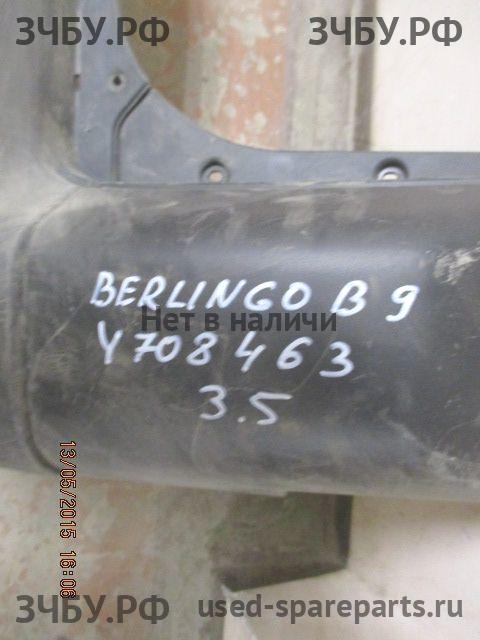 ЗЧБУ.РФ ЗЧБУ.РФ
BERLINGO B9
Нет в наличи
Y708463
3.5
13/05/2015 16:06
ЗЧБУ.РФ used-spareparts.ru